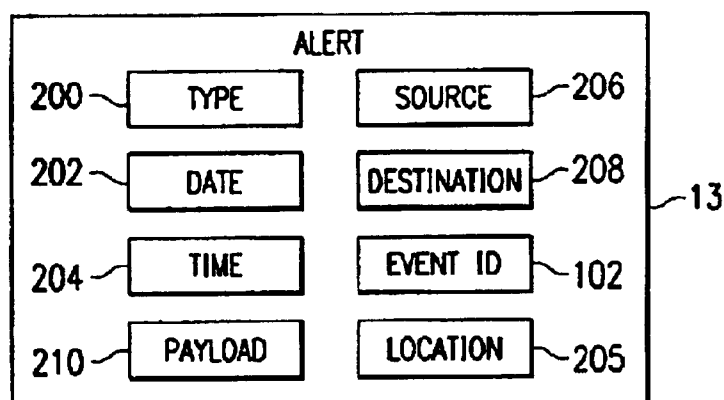 ALERT
200 TYPE SOURCE 206
202 DATE DESTINATION 208
13
204 TIME EVENT ID 102
210 PAYLOAD LOCATION 205